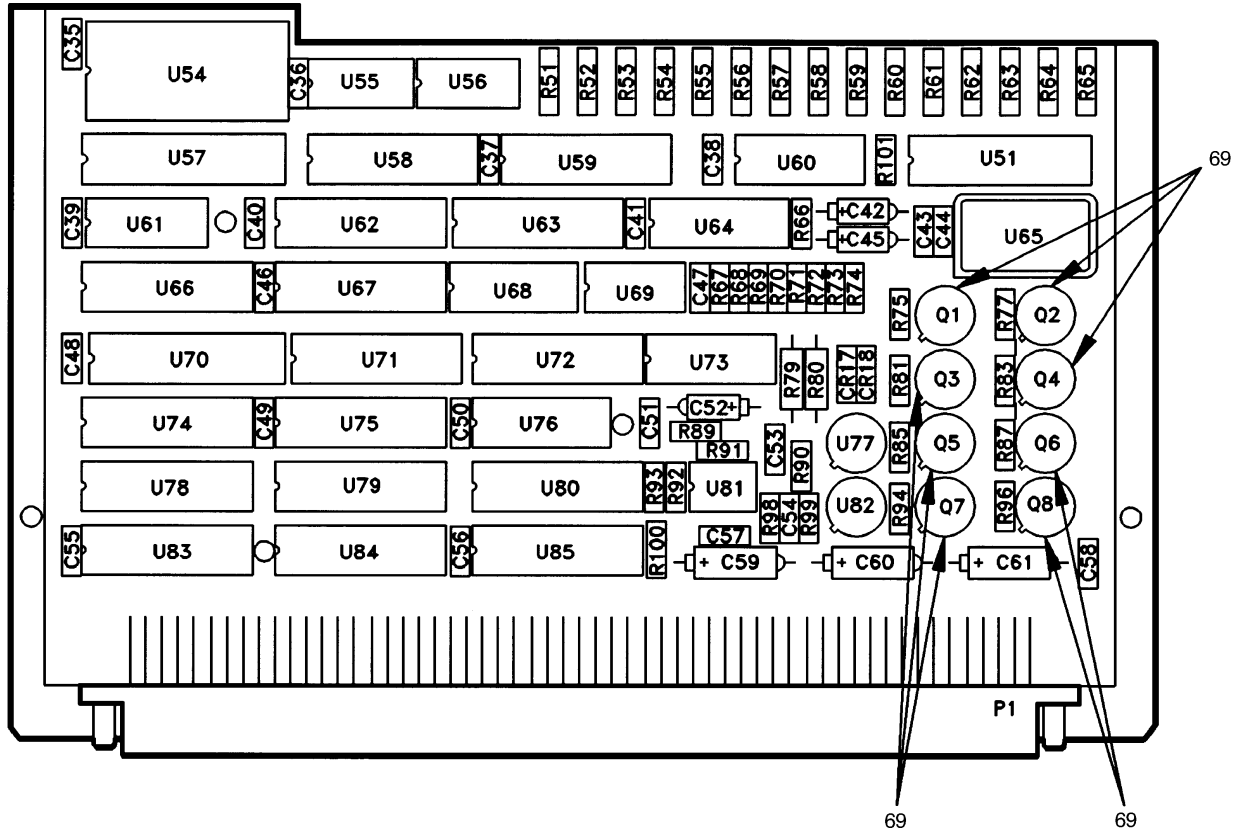 C35 U54 C36 U55 U56 R51 R52 R53 R54 R55 R56 R57 R58 R59 R60 R61 R62 R63 R64 R65
U57 U58 C37 U59 C38 U60 R101 U51 69
C39 U61 C40 U62 U63 C41 U64 R66 +C42 C43 C44 U65
+C45
U66 C46 U67 U68 U69 C47 R67 R68 R69 R70 R71 R72 R73 R74
R75 Q1 R77 Q2
C48 U70 U71 U72 U73 R79 R80 CR17 CR18 R81 Q3 R83 Q4
U74 C49 U75 C50 U76 C51 C52+
R89 R91 C53 R90 U77 R85 Q5 R87 Q6
U78 U79 U80 R93 R92 U81
R98 C54 R99 U82 R94 Q7 R96 Q8
C55 U83 U84 C56 U85 R100 C57
+ C59 + C60 + C61 C58
P1
69 69